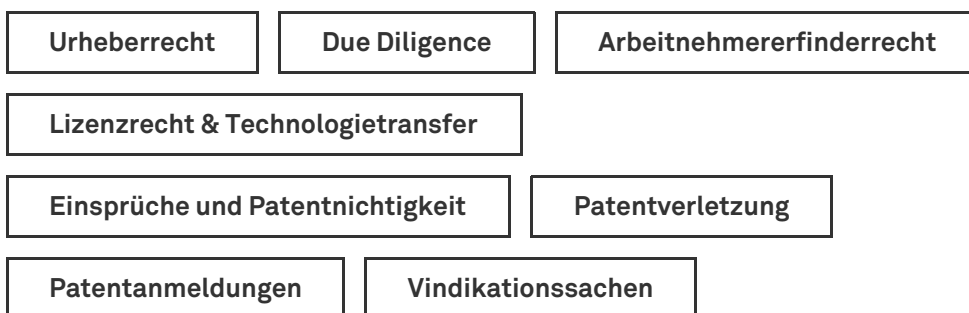 Urheberrecht Due Diligence Arbeitnehmererfinderrecht
Lizenzrecht & Technologietransfer
Einsprüche und Patentnichtigkeit Patentverletzung
Patentanmeldungen Vindikationssachen